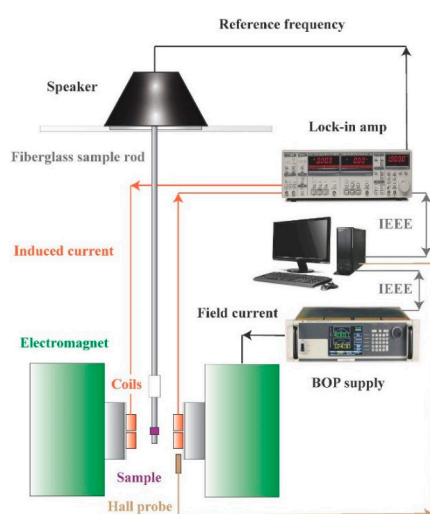 Reference frequency
Speaker
Lock-in amp
Fiberglass sample rod
IEEE
Induced current
IEEE
Field current
Electromagnet
BOP supply
Coils
Sample
Hall probe